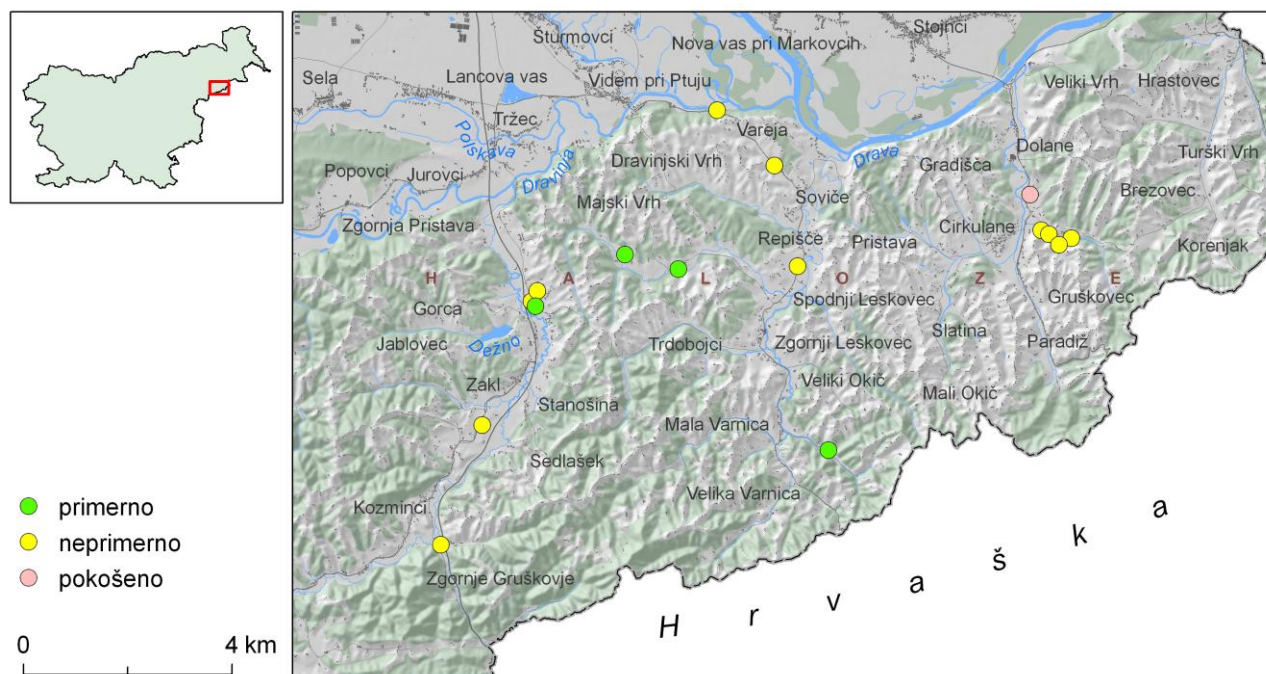 Stojnci
Šturmovci
Nova vas pri Markovcih
Sela
Lancova vas
Videm pri Ptuju
Veliki Vrh
Hrastovec
Tržec
Polskava
Vareja
Dolane
Turški Vrh
Popovci
Jurovci
Dravinja
Dravinjski Vrh
Drava
Gradišča
Brezovec
Majski Vrh
Soviče
Zgornja Pristava
Repišče
Pristava
Cirkulane
Korenjak
H A L O Z E
Gorca
Spodnji Leskovec
Gruškovec
Jablovec
Dežno
Trdobojci
Zgornji Leskovec
Slatina
Paradiž
Zakl
Veliki Okič
Mali Okič
Stanošina
Mala Varnica
Sedlašek
Velika Varnica
Kozminci
Zgornje Gruškovje
H r v a š k a
primerno
neprimerno
pokošeno
0 4 km